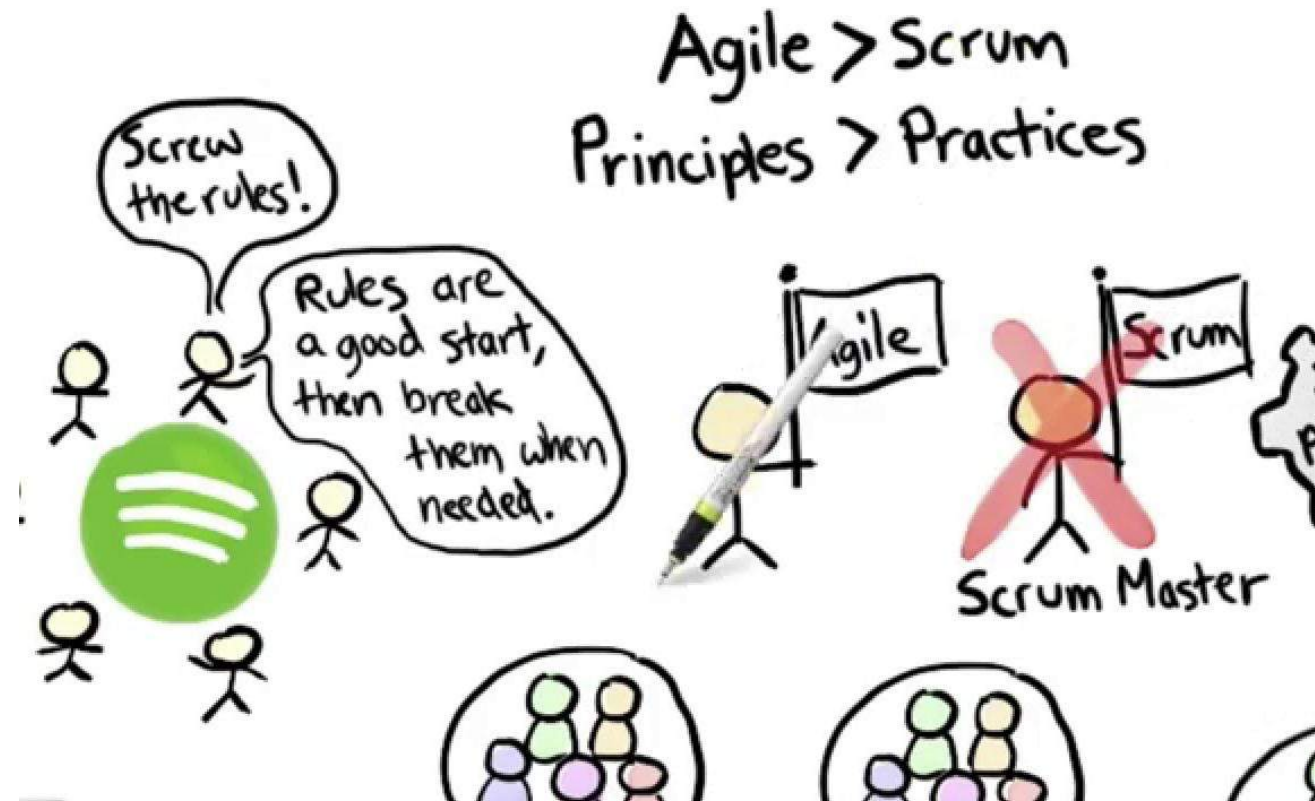 Agile > Scrum
Principles > Practices
Screw
the rules!
Rules are
a good start,
then break
them when
needed.
Agile
Scrum
Scrum Master